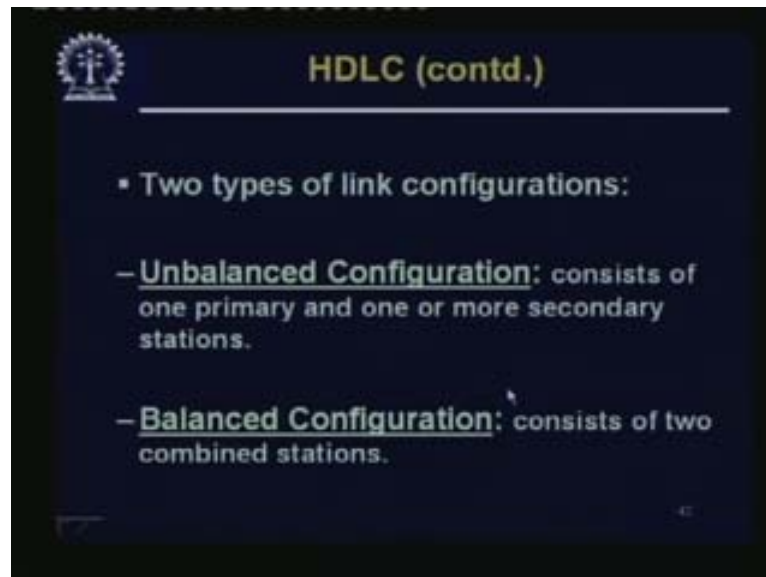 HDLC (contd.)
▪ Two types of link configurations:
– Unbalanced Configuration: consists of
one primary and one or more secondary
stations.
– Balanced Configuration: consists of two
combined stations.